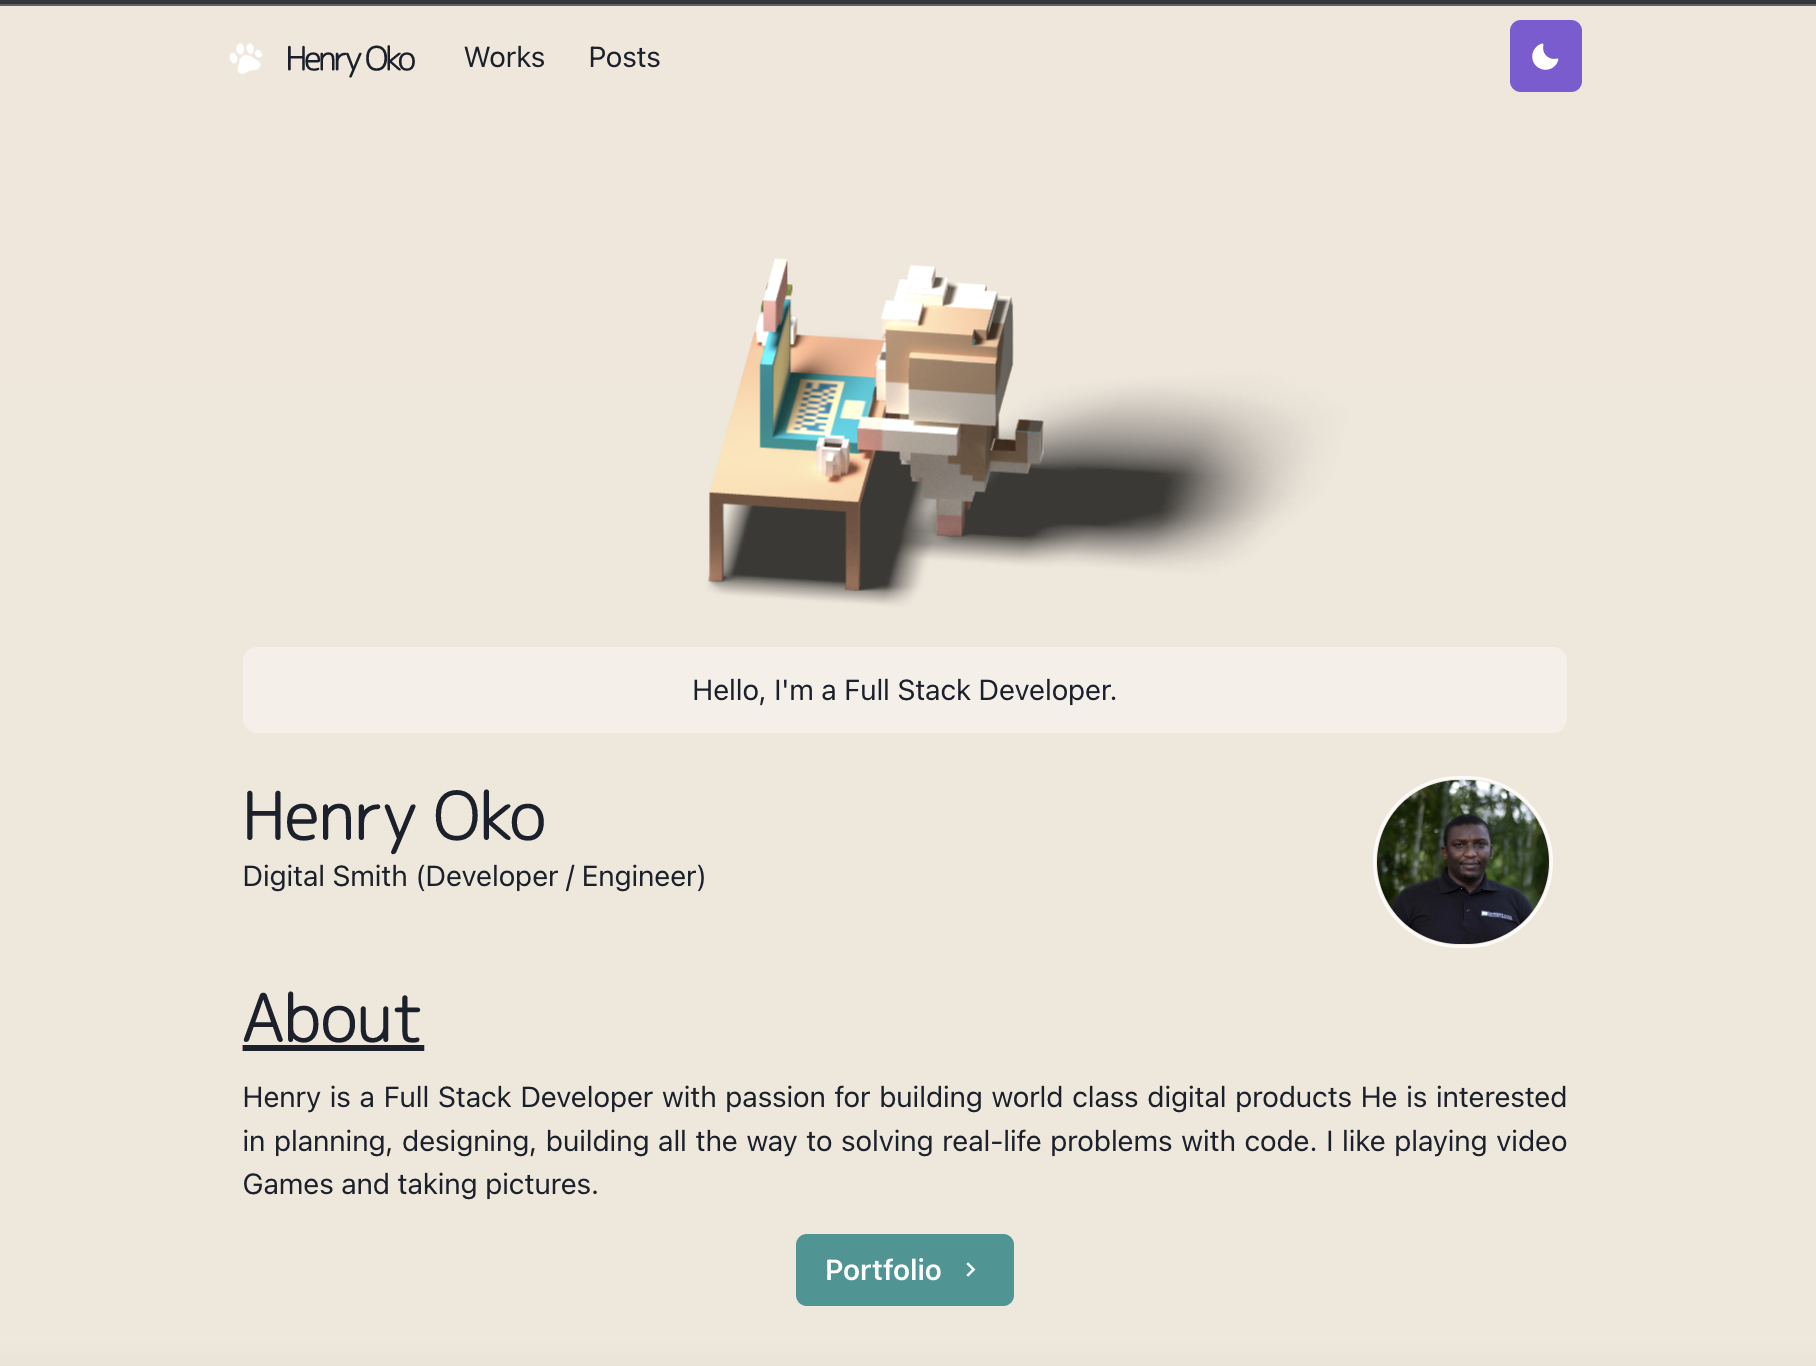 Henry Oko Works Posts
Hello, I'm a Full Stack Developer.
Henry Oko
Digital Smith (Developer / Engineer)
About
Henry is a Full Stack Developer with passion for building world class digital products He is interested
in planning, designing, building all the way to solving real-life problems with code. I like playing video
Games and taking pictures.
Portfolio